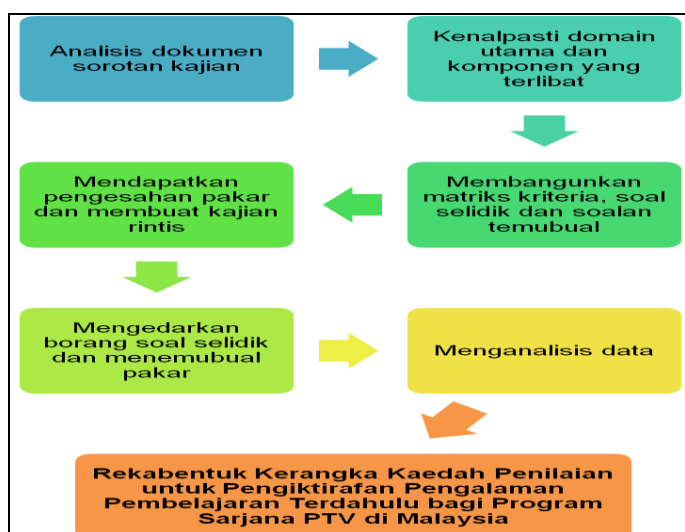 Analisis dokumen
sorotan kajian
Kenalpasti domain
utama dan
komponen yang
terlibat
Membangunkan
matriks kriteria, soal
selidik dan soalan
temubual
Mendapatkan
pengesahan pakar
dan membuat kajian
rintis
Mengedarkan
borang soal selidik
dan menemubual
pakar
Menganalisis data
Rekabentuk Kerangka Kaedah Penilaian
untuk Pengiktirafan Pengalaman
Pembelajaran Terdahulu bagi Program
Sarjana PTV di Malaysia